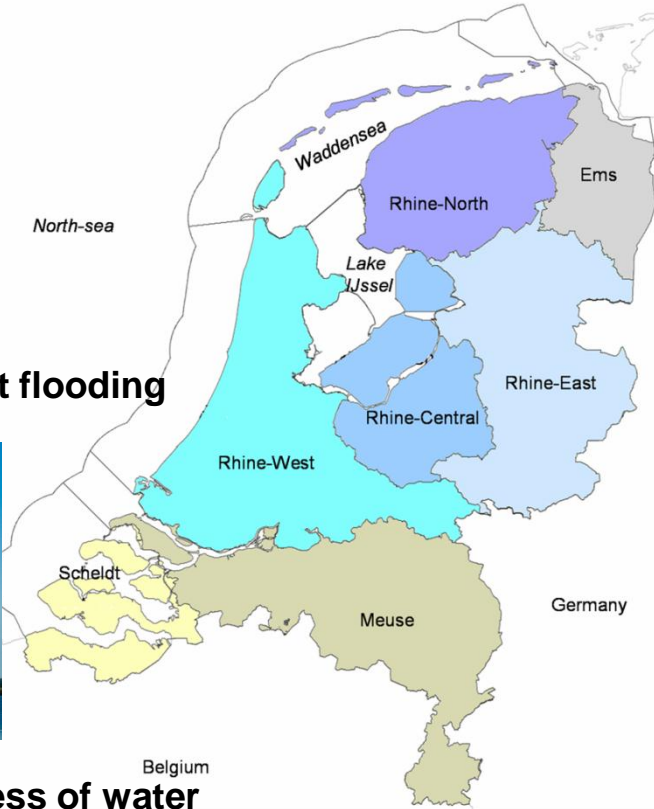 Waddensea
Ems
Rhine-North
North-sea
Lake
IJssel
t flooding
Rhine-East
Rhine-Central
Rhine-West
Scheldt
Germany
Meuse
Belgium
ess of water